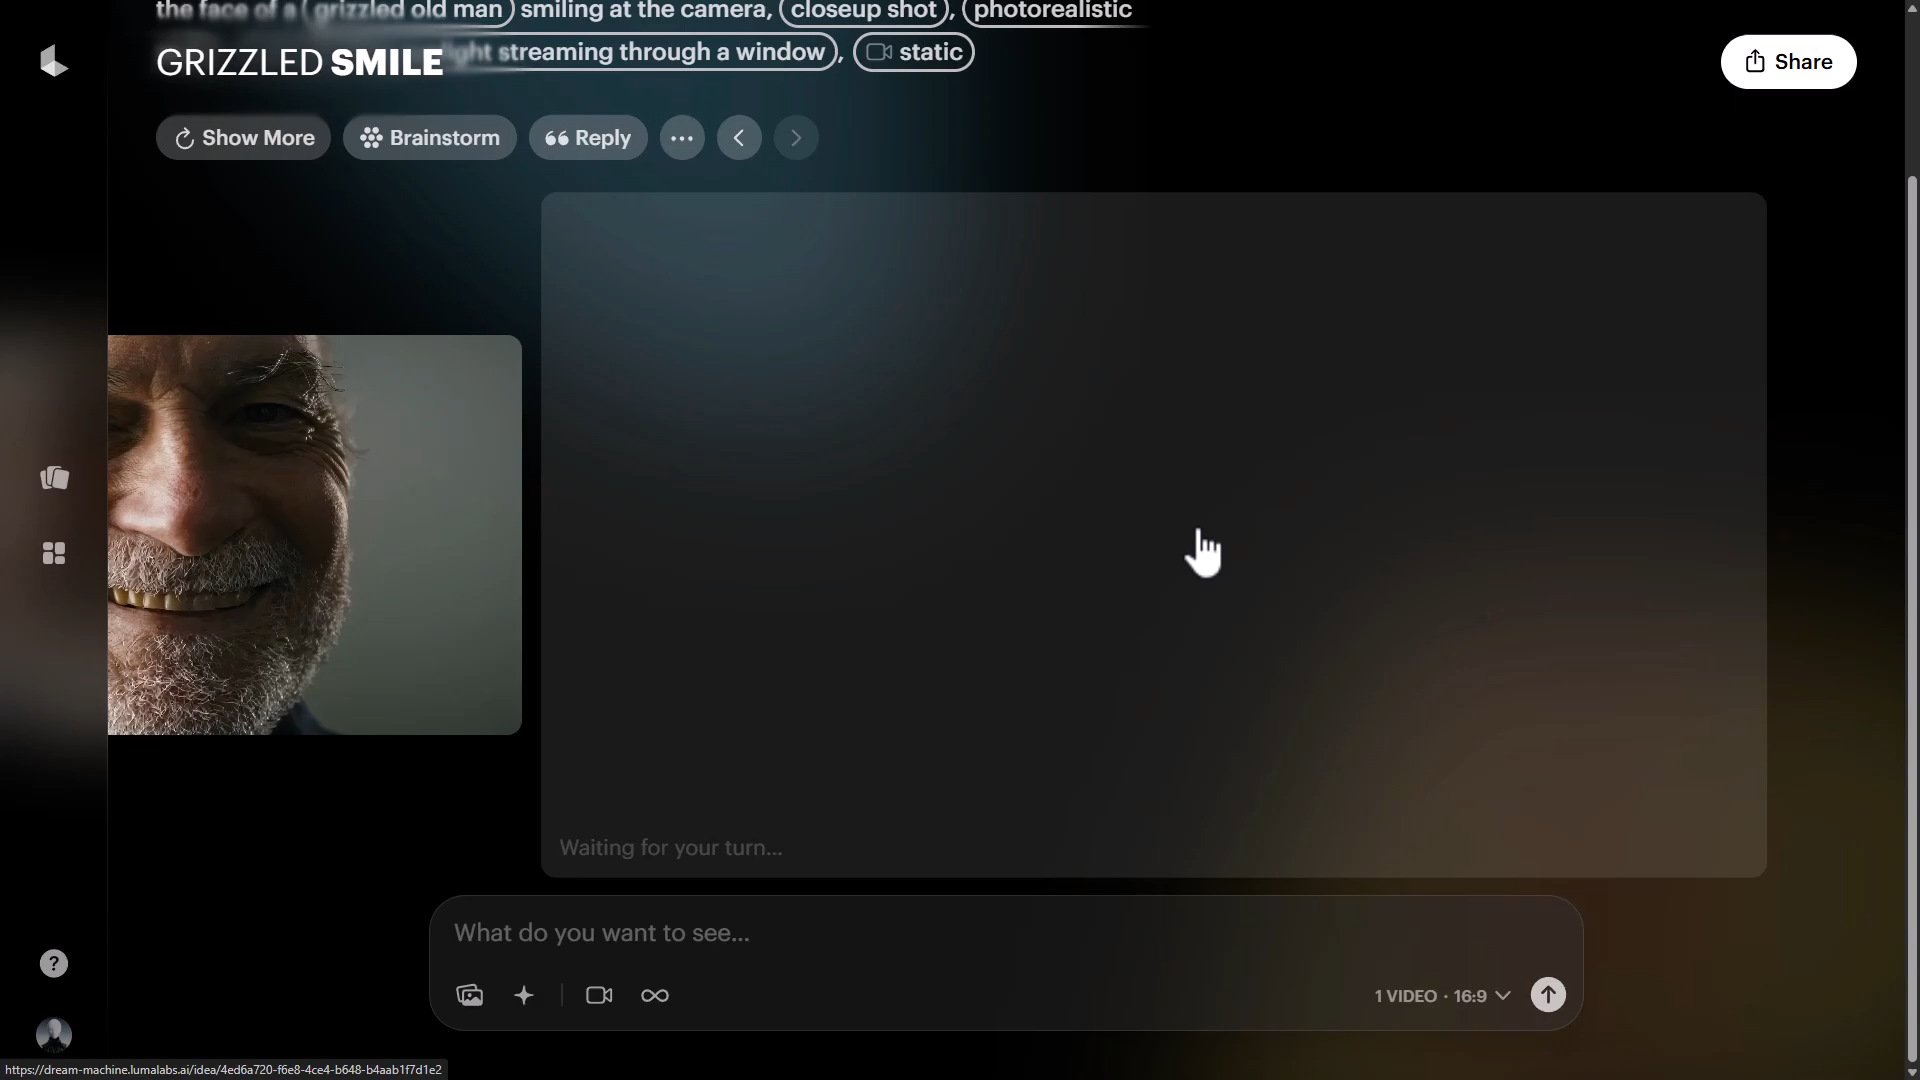 the face of a grizzled old man smiling at the camera, closeup shot, photorealistic
light streaming through a window, static
GRIZZLED SMILE
Share
Show More
Brainstorm
Reply
Waiting for your turn...
What do you want to see...
1 VIDEO · 16:9
?
https://dream-machine.lumalabs.ai/idea/4ed6a720-f6e8-4ce4-b648-b4aab1f7d1e2